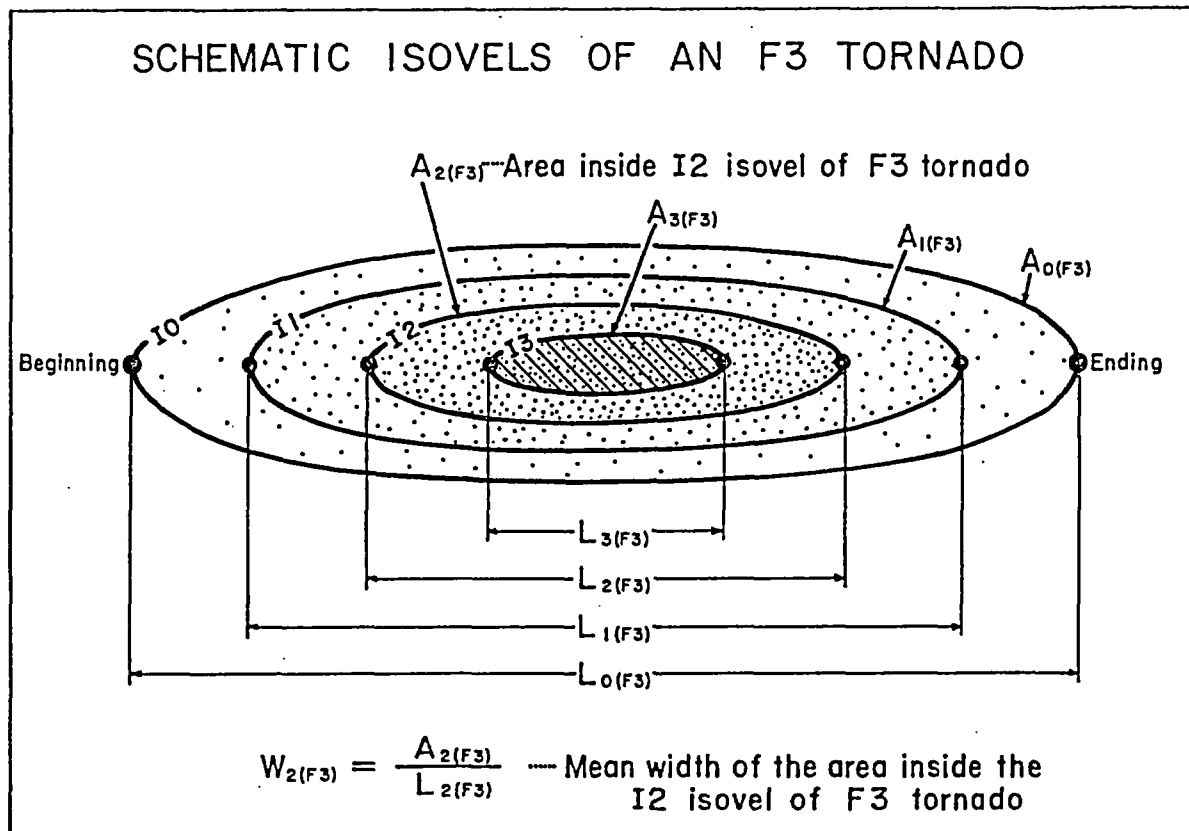 SCHEMATIC ISOVELS OF AN F3 TORNADO
A2(F3)----Area inside I2 isovel of F3 tornado
A3(F3)
A1(F3)
A0(F3)
I0
I1
I2
I3
Beginning
Ending
L3(F3)
L2(F3)
L1(F3)
L0(F3)
W2(F3) = A2(F3) / L2(F3) ---- Mean width of the area inside the
I2 isovel of F3 tornado